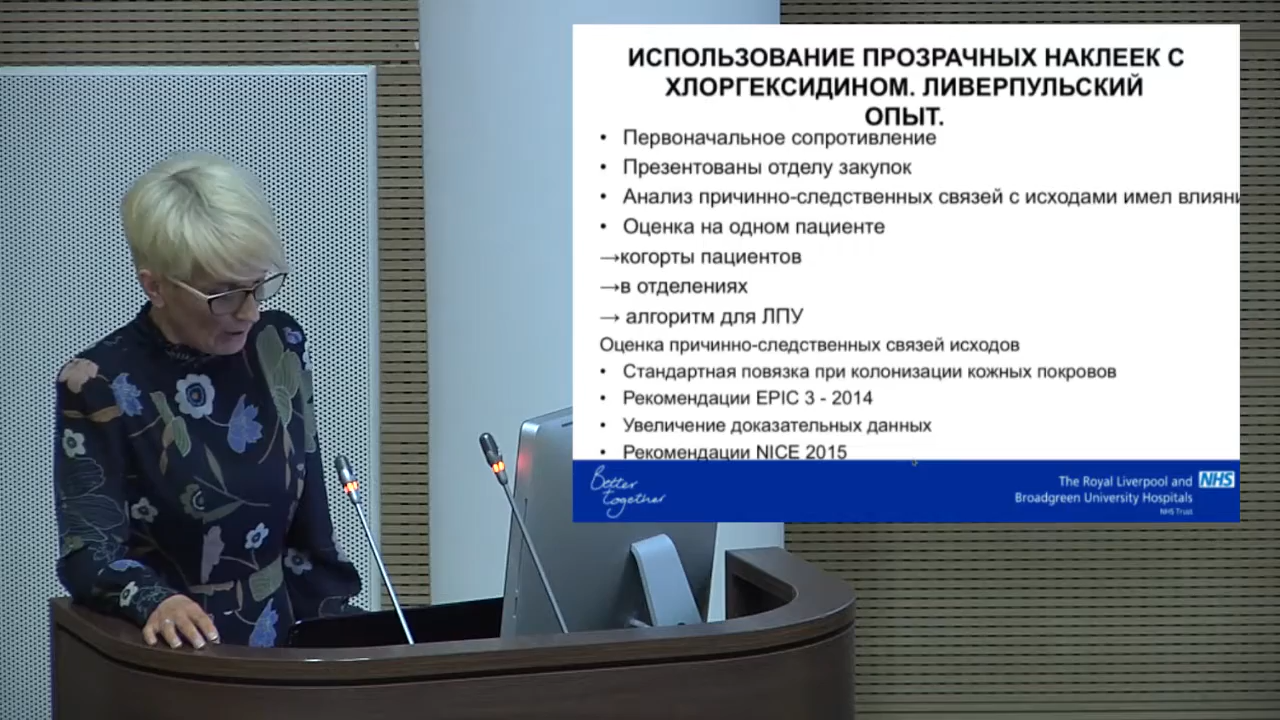 ИСПОЛЬЗОВАНИЕ ПРОЗРАЧНЫХ НАКЛЕЕК С
ХЛОРГЕКСИДИНОМ. ЛИВЕРПУЛЬСКИЙ
ОПЫТ.
• Первоначальное сопротивление
• Презентованы отделу закупок
• Анализ причинно-следственных связей с исходами имел влияни
• Оценка на одном пациенте
→когорты пациентов
→в отделениях
→ алгоритм для ЛПУ
Оценка причинно-следственных связей исходов
• Стандартная повязка при колонизации кожных покровов
• Рекомендации EPIC 3 - 2014
• Увеличение доказательных данных
• Рекомендации NICE 2015
Better
together
The Royal Liverpool and NHS
Broadgreen University Hospitals
NHS Trust